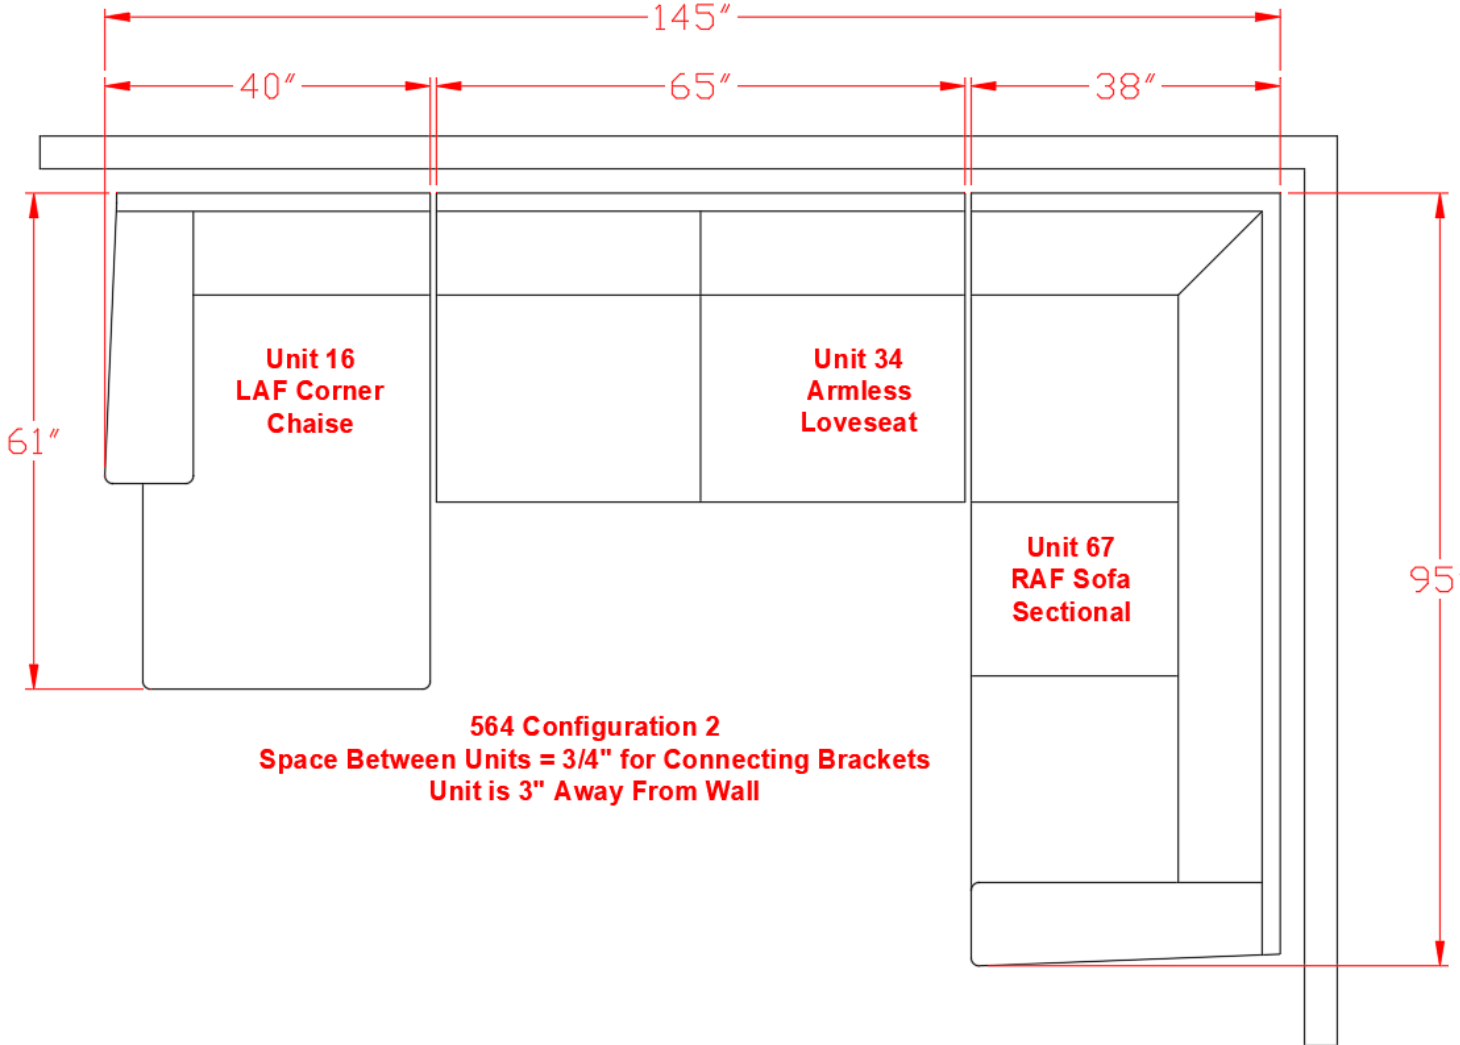 145"
40" 65" 38"
Unit 16
LAF Corner
Chaise
Unit 34
Armless
Loveseat
61"
Unit 67
RAF Sofa
Sectional
95"
564 Configuration 2
Space Between Units = 3/4" for Connecting Brackets
Unit is 3" Away From Wall